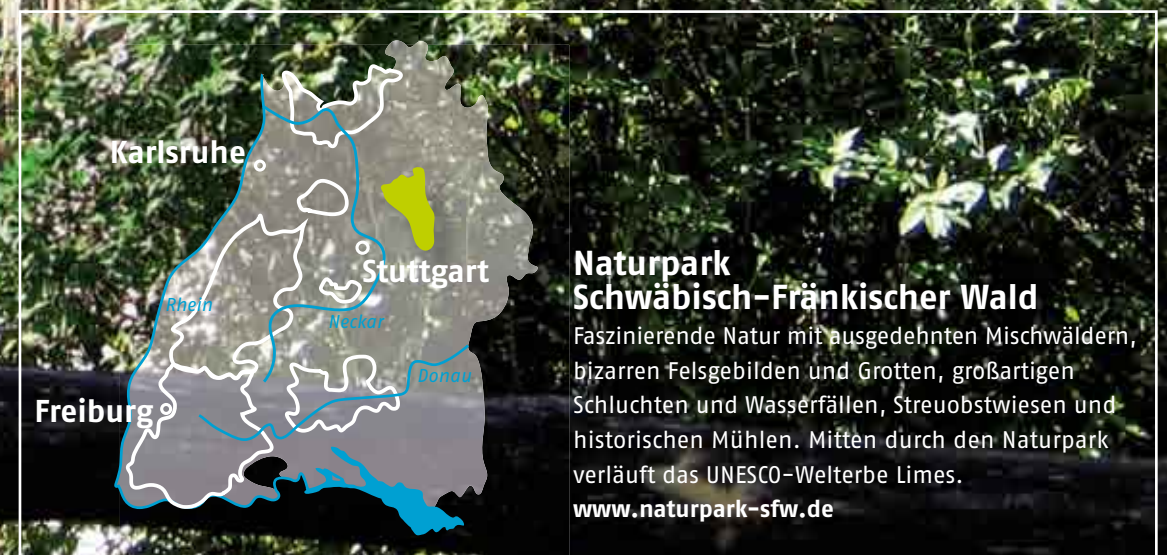 Karlsruhe
Stuttgart
Rhein
Neckar
Donau
Freiburg
Naturpark
Schwäbisch-Fränkischer Wald
Faszinierende Natur mit ausgedehnten Mischwäldern,
bizarren Felsgebilden und Grotten, großartigen
Schluchten und Wasserfällen, Streuobstwiesen und
historischen Mühlen. Mitten durch den Naturpark
verläuft das UNESCO-Welterbe Limes.
www.naturpark-sfw.de